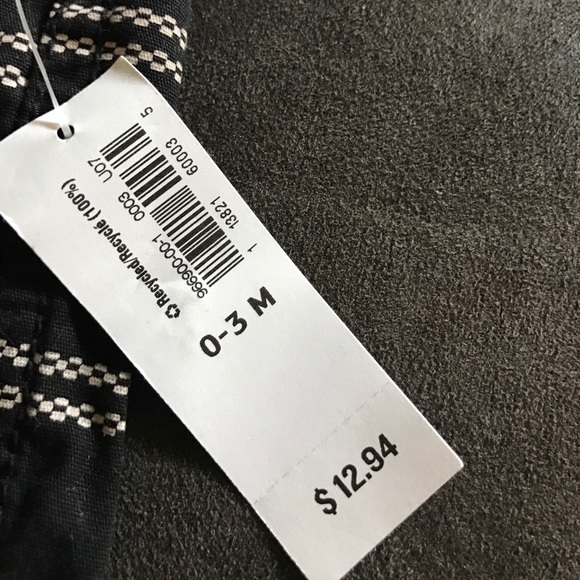 1 13821 60003 5
966900-00-1 0003 U07
Recycled/Recyclé (100%)
0-3 M
$12.94